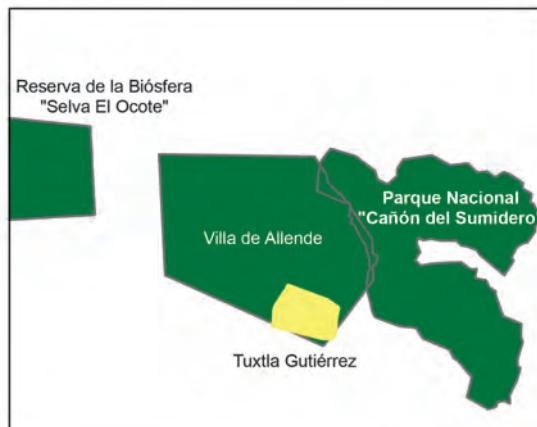 Reserva de la Biósfera
"Selva El Ocote"
Parque Nacional
"Cañón del Sumidero
Villa de Allende
Tuxtla Gutiérrez